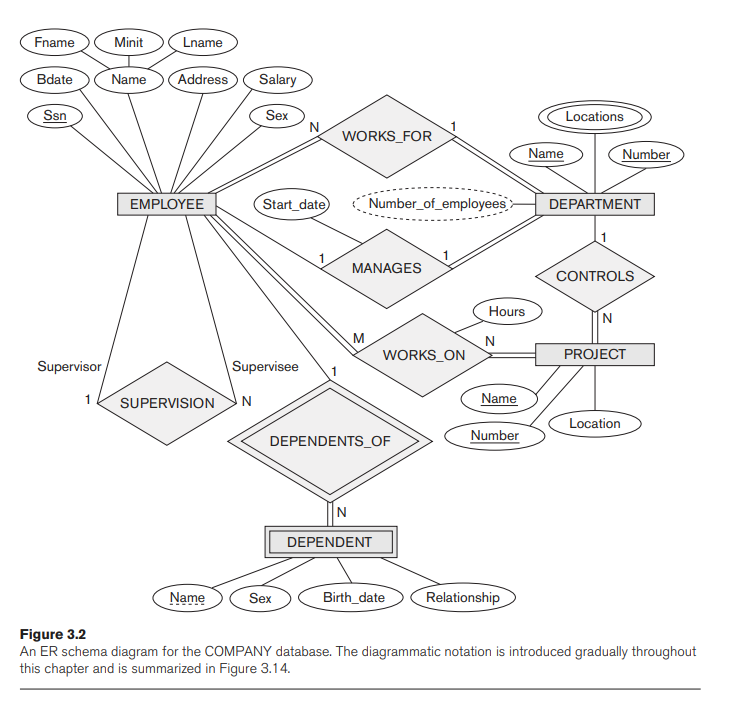 Fname Minit Lname
Bdate Name Address Salary
Ssn Sex
N WORKS_FOR 1
Locations
Name Number
EMPLOYEE Start_date Number_of_employees DEPARTMENT
1 MANAGES 1
1
CONTROLS
N
Hours
M WORKS_ON N PROJECT
Supervisor Supervisee
1 SUPERVISION N
1
Name
Number Location
DEPENDENTS_OF
N
DEPENDENT
Name Sex Birth_date Relationship
Figure 3.2
An ER schema diagram for the COMPANY database. The diagrammatic notation is introduced gradually throughout
this chapter and is summarized in Figure 3.14.